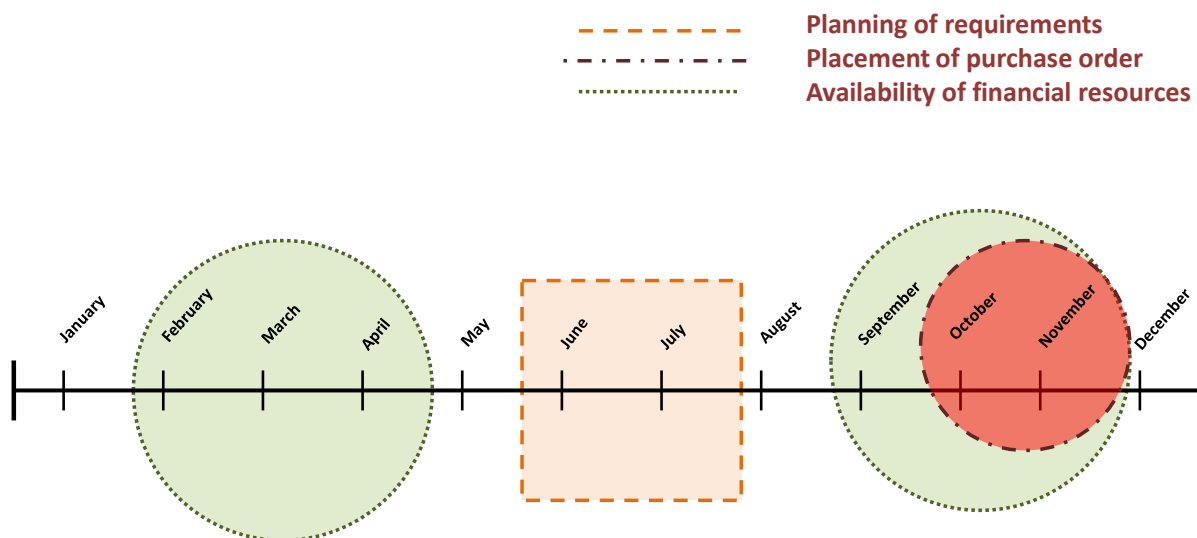 Planning of requirements
Placement of purchase order
Availability of financial resources
January
February
March
April
May
June
July
August
September
October
November
December